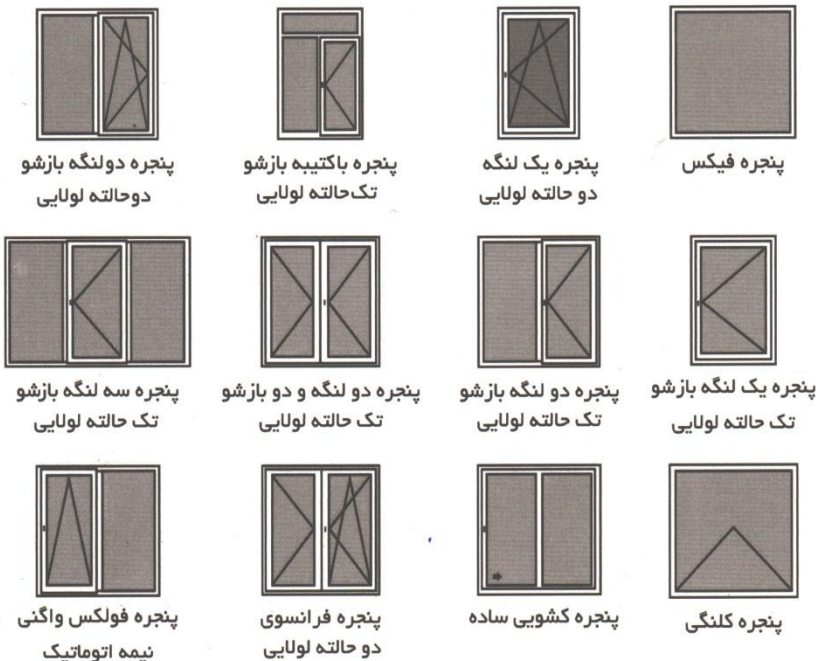 پنجره فیکس
پنجره یک لنگه
دو حالته لولایی
پنجره باکتیبه بازشو
تک‌حالته لولایی
پنجره دولنگه بازشو
دوحالته لولایی
پنجره یک لنگه بازشو
تک حالته لولایی
پنجره دو لنگه بازشو
تک حالته لولایی
پنجره دو لنگه و دو بازشو
تک حالته لولایی
پنجره سه لنگه بازشو
تک حالته لولایی
پنجره کلنگی
پنجره کشویی ساده
پنجره فرانسوی
دو حالته لولایی
پنجره فولکس واگنی
نیمه اتوماتیک